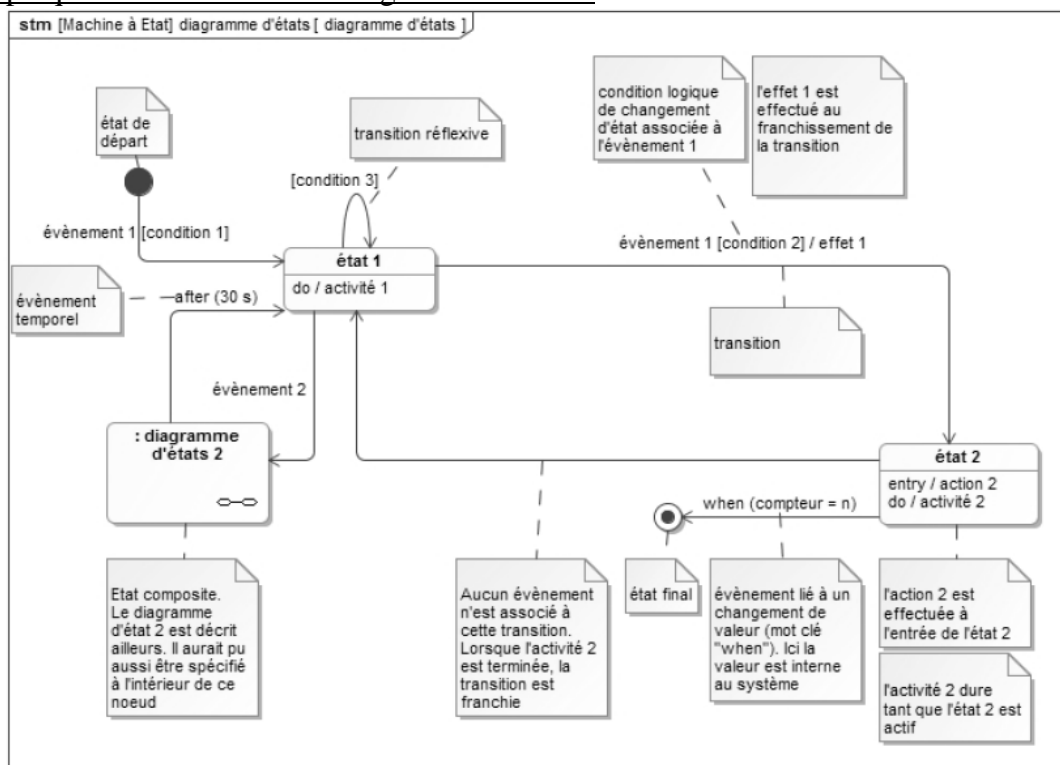 stm [Machine à Etat] diagramme d'états [ diagramme d'états ]
état de
départ
transition réflexive
condition logique
de changement
d'état associée à
l'évènement 1
l'effet 1 est
effectué au
franchissement de
la transition
[condition 3]
évènement 1 [condition 1]
évènement 1 [condition 2] / effet 1
état 1
do / activité 1
évènement
temporel
after (30 s)
transition
évènement 2
: diagramme
d'états 2
état 2
entry / action 2
do / activité 2
when (compteur = n)
Etat composite.
Le diagramme
d'état 2 est décrit
ailleurs. Il aurait pu
aussi être spécifié
à l'intérieur de ce
noeud
Aucun évènement
n'est associé à
cette transition.
Lorsque l'activité 2
est terminée, la
transition est
franchie
état final
évènement lié à un
changement de
valeur (mot clé
"when"). Ici la
valeur est interne
au système
l'action 2 est
effectuée à
l'entrée de l'état 2
l'activité 2 dure
tant que l'état 2 est
actif